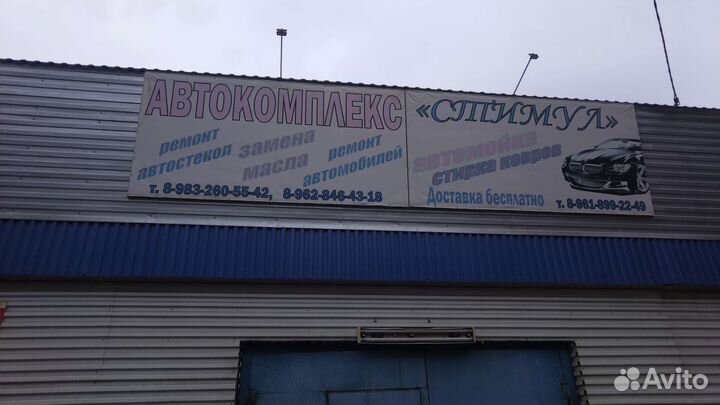 АВТОКОМПЛЕКС
ремонт
автостекол
замена
масла
ремонт
автомобилей
т. 8-983-260-55-42, 8-962-846-43-18
«СТИМУЛ»
автомойка
стирка ковров
Доставка бесплатно
т. 8-961-899-22-49
Avito